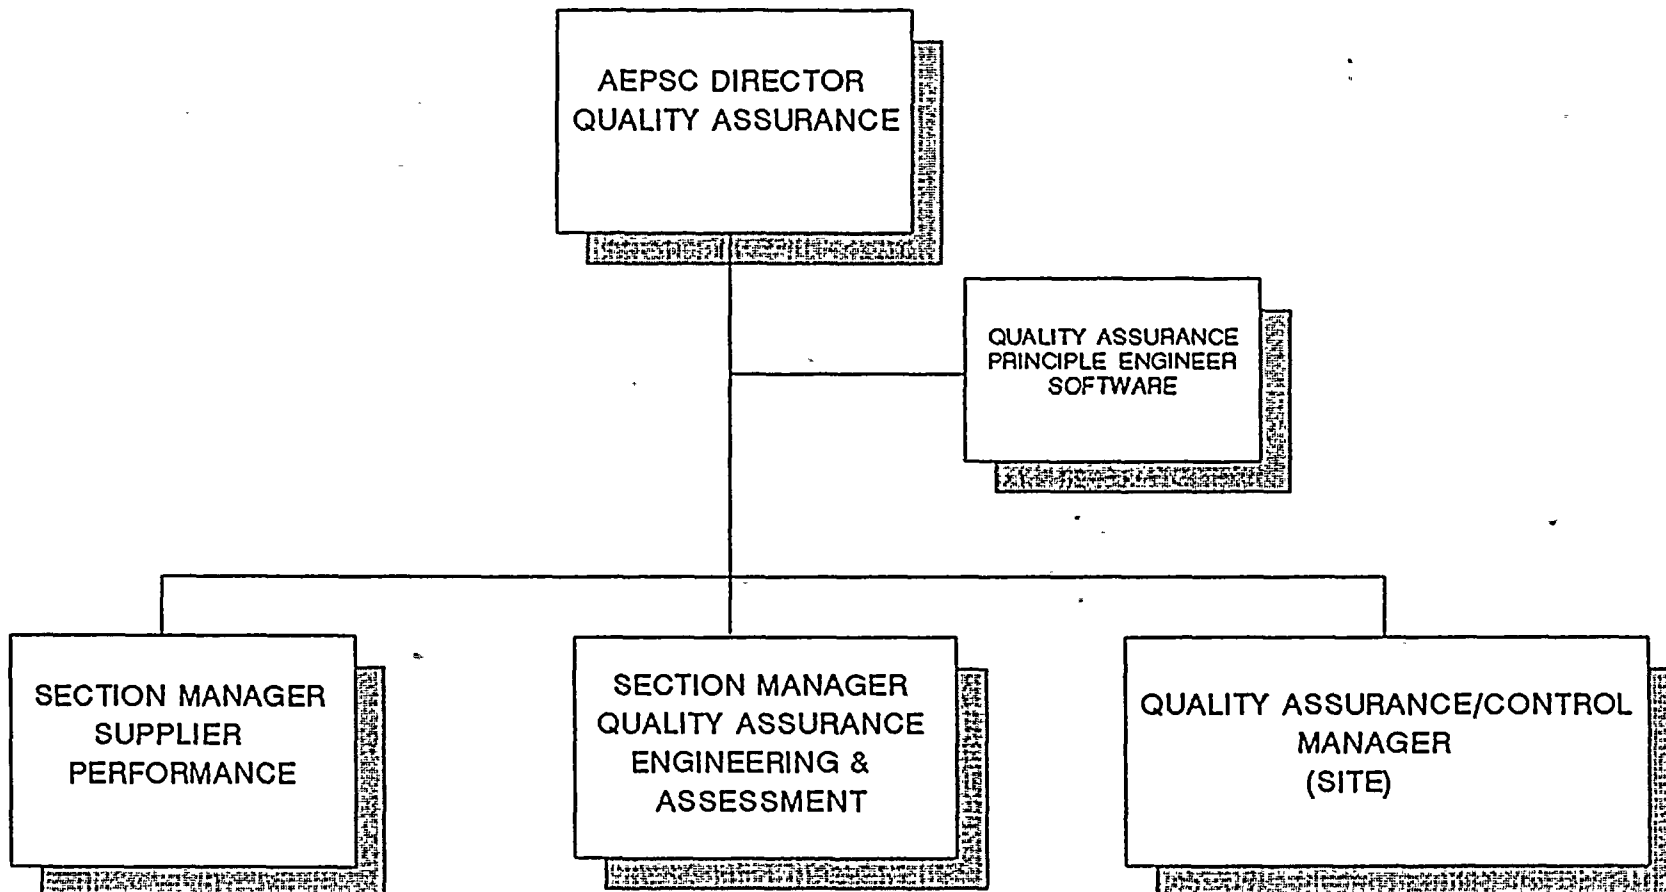 AEPSC DIRECTOR
QUALITY ASSURANCE
QUALITY ASSURANCE
PRINCIPLE ENGINEER
SOFTWARE
SECTION MANAGER
SUPPLIER
PERFORMANCE
SECTION MANAGER
QUALITY ASSURANCE
ENGINEERING &
ASSESSMENT
QUALITY ASSURANCE/CONTROL
MANAGER
(SITE)